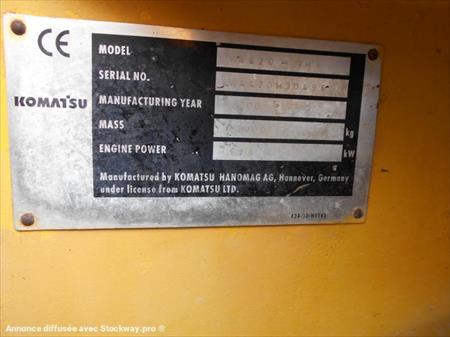 CE
KOMATSU
MODEL
SERIAL NO.
MANUFACTURING YEAR
MASS kg
ENGINE POWER kW
Manufactured by KOMATSU HANOMAG AG, Hannover, Germany
under license from KOMATSU LTD.
Annonce diffusée avec Stockway.pro ®